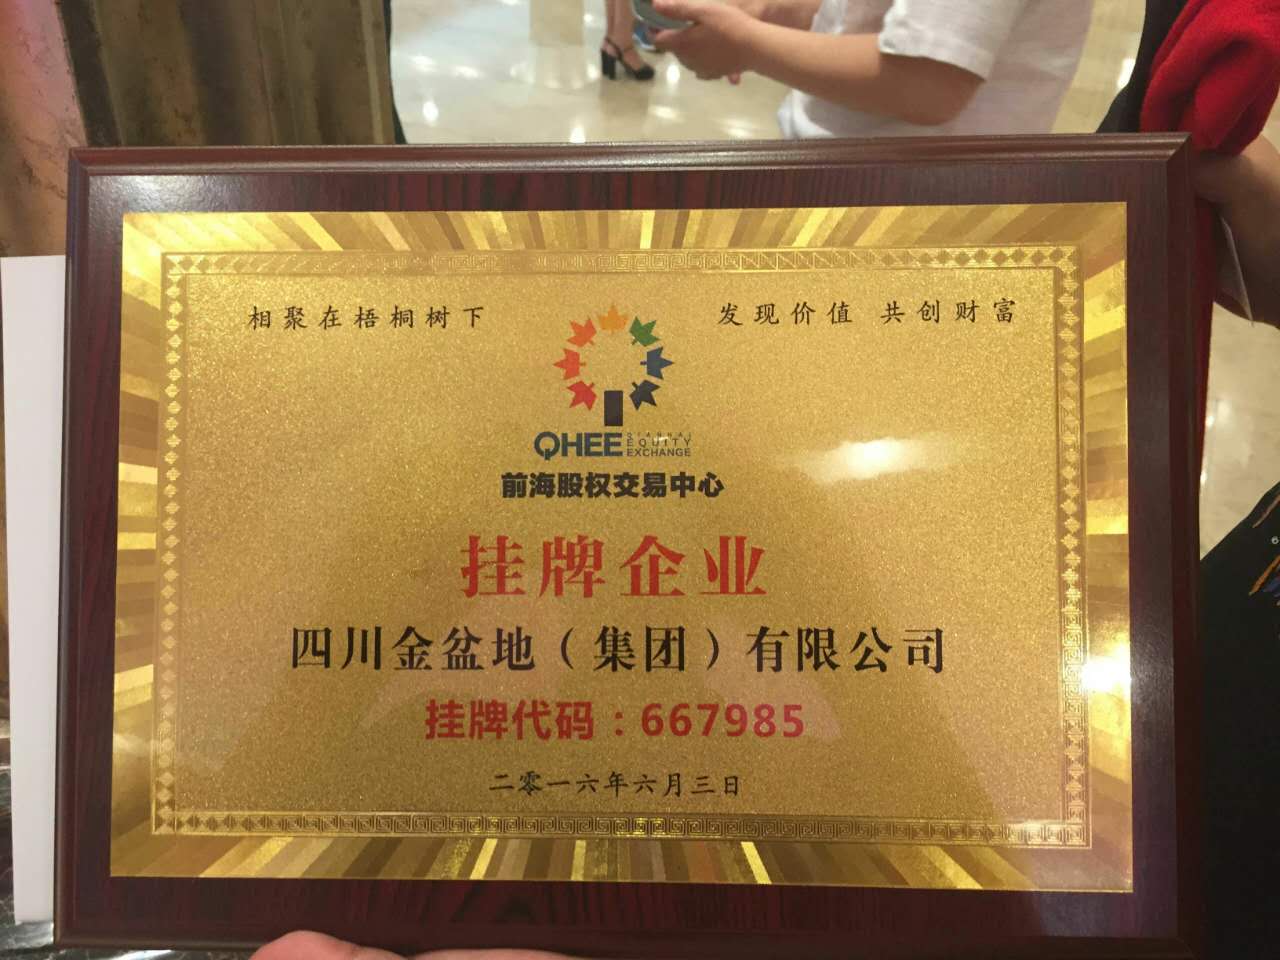 相聚在梧桐树下
发现价值 共创财富
QHEE QIANHAI EQUITY EXCHANGE
前海股权交易中心
挂牌企业
四川金盆地（集团）有限公司
挂牌代码：667985
二零一六年六月三日